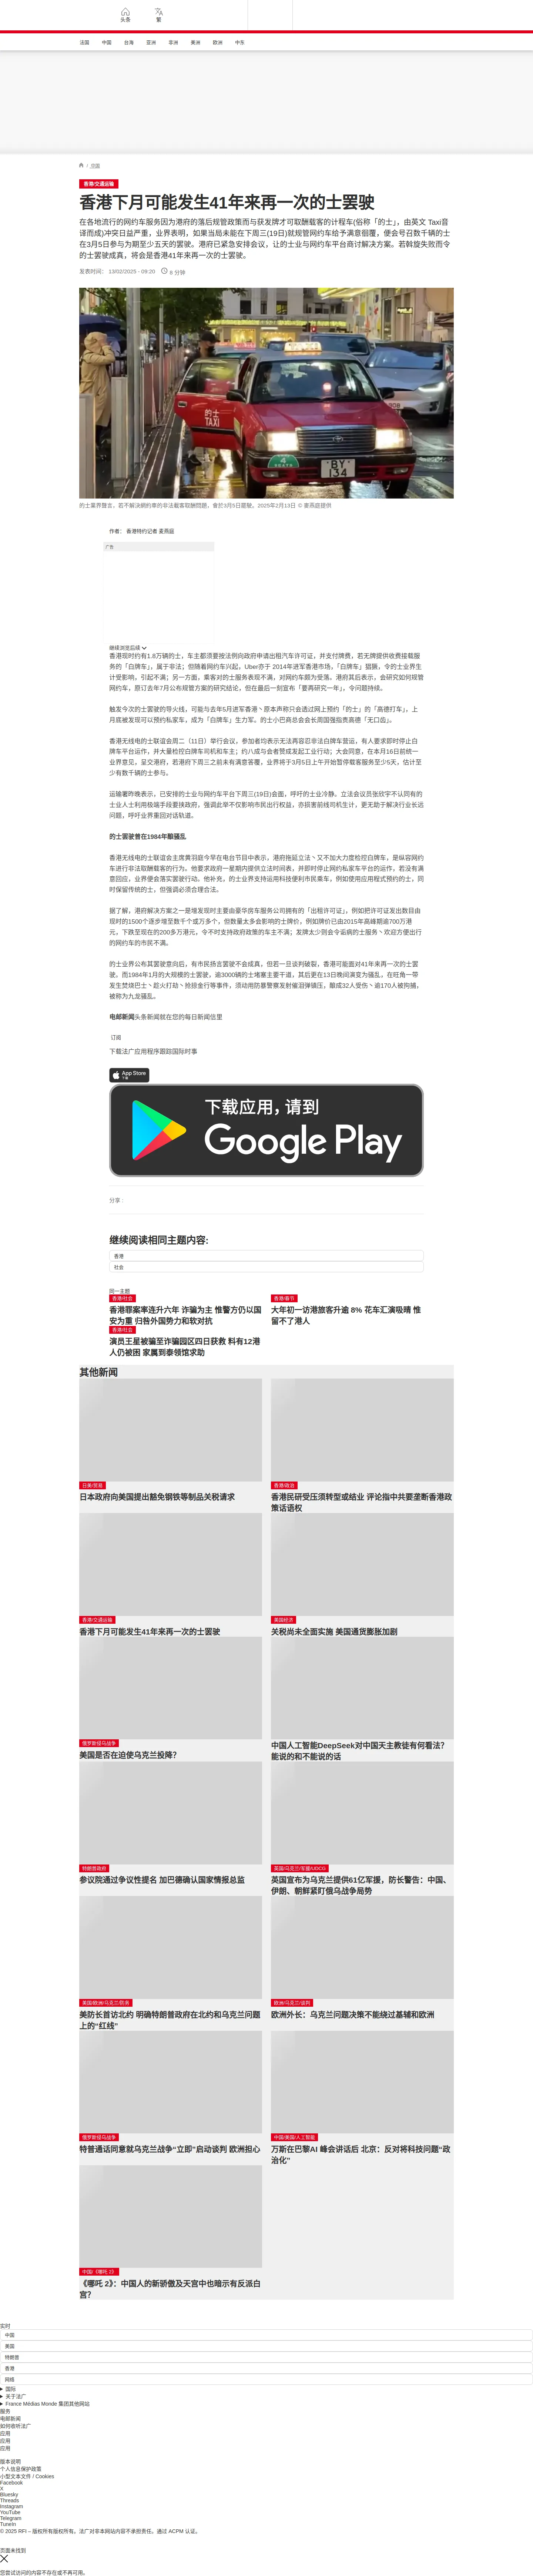 头条
繁
法国
中国
台海
亚洲
非洲
美洲
欧洲
中东
/ 港闻
香港/交通运输
香港下月可能发生41年来再一次的士罢驶
在各地流行的网约车服务因为港府的落后规管政策而与获发牌才可取酬载客的计程车(俗称「的士」，由英文 Taxi音
译而成)冲突日益严重，业界表明，如果当局未能在下周三(19日)就规管网约车给予满意徊覆，便会号召数千辆的士
在3月5日参与为期至少五天的罢驶。港府已紧急安排会议，让的士业与网约车平台商讨解决方案。若斡旋失败而令
的士罢驶成真，将会是香港41年来再一次的士罢驶。
发表时间： 13/02/2025 - 09:20
8 分钟
的士
TAXI
4
BY
134
的士業界聲言，若不解決網約車的非法載客取酬問題，會於3月5日罷駛。2025年2月13日 © 麥燕庭提供
作者： 香港特约记者 麦燕庭
广告
继续浏览后续
香港现时约有1.8万辆的士，车主都须要按法例向政府申请出租汽车许可证，并支付牌费，若无牌提供收费接载服
务的「白牌车」，属于非法；但随着网约车兴起，Uber亦于 2014年进军香港市场，「白牌车」猖獗，令的士业界生
计受影响，引起不满；另一方面，乘客对的士服务表现不满，对网约车颇为受落。港府其后表示，会研究如何规管
网约车，原订去年7月公布规管方案的研究结论，但在最后一刻宣布「要再研究一年」，令问题持续。
触发今次的士罢驶的导火线，可能与去年5月进军香港丶原本声称只会透过网上预约「的士」的「高德打车」，上
月底被发现可以预约私家车，成为「白牌车」生力军。的士小巴商总会会长周国强指责高德「无口齿」。
香港无线电的士联谊会周二（11日）举行会议，参加者均表示无法再容忍非法白牌车营运，有人要求即时停止白
牌车平台运作，并大量检控白牌车司机和车主；约八成与会者赞成发起工业行动；大会同意，在本月16日前统一
业界意见，呈交港府，若港府下周三之前未有满意答覆，业界将于3月5日上午开始暂停载客服务至少5天，估计至
少有数千辆的士参与。
运输署昨晚表示，已安排的士业与网约车平台下周三(19日)会面，呼吁的士业冷静。立法会议员张欣宇不认同有的
士业人士利用极端手段要挟政府，强调此举不仅影响市民出行权益，亦损害前线司机生计，更无助于解决行业长远
问题，呼吁业界重回对话轨道。
的士罢驶曾在1984年酿骚乱
香港无线电的士联谊会主席黄羽庭今早在电台节目中表示，港府拖延立法丶又不加大力度检控白牌车，是纵容网约
车进行非法取酬载客的行为。他要求政府一星期内提供立法时间表，并即时停止网约私家车平台的运作，若没有满
意回应，业界便会落实罢驶行动。他补充，的士业界支持运用科技便利市民乘车，例如使用应用程式预约的士，同
时保留传统的士，但强调必须合理合法。
据了解，港府解决方案之一是增发现时主要由豪华房车服务公司拥有的「出租许可证」，例如把许可证发出数目由
现时的1500个逐步增至数千个或万多个，但数量太多会影响的士牌价，例如牌价已由2015年高峰期逾700万港
元，下跌至现在的200多万港元，令不时支持政府政策的车主不满；发牌太少则会令诟病的士服务丶欢迎方便出行
的网约车的市民不满。
的士业界公布其罢驶意向后，有市民扬言罢驶不会成真，但若一旦谈判破裂，香港可能面对41年来再一次的士罢
驶。而1984年1月的大规模的士罢驶，逾3000辆的士堵塞主要干道，其后更在13日晚间演变为骚乱，在旺角一带
发生焚烧巴士丶趁火打劫丶抢掠金行等事件，须动用防暴警察发射催泪弹镇压，酿成32人受伤丶逾170人被拘捕，
被称为九龙骚乱。
电邮新闻头条新闻就在您的每日新闻信里
订阅
下载法广应用程序跟踪国际时事
App Store
下载
下载应用，请到
Google Play
分享 :
继续阅读相同主题内容:
香港
社会
同一主题
香港/社会
香港罪案率连升六年 诈骗为主 惟警方仍以国
安为重 归咎外国势力和软对抗
香港/春节
大年初一访港旅客升逾 8% 花车汇演吸晴 惟
留不了港人
香港/社会
演员王星被骗至诈骗园区四日获救 料有12港
人仍被困 家属到泰领馆求助
其他新闻
日美/贸易
日本政府向美国提出豁免钢铁等制品关税请求
香港/政治
香港民研受压须转型或结业 评论指中共要垄断香港政
策话语权
香港/交通运输
香港下月可能发生41年来再一次的士罢驶
美国经济
关税尚未全面实施 美国通货膨胀加剧
俄罗斯侵乌战争
美国是否在迫使乌克兰投降？
中国人工智能DeepSeek对中国天主教徒有何看法？
能说的和不能说的话
特朗普政府
参议院通过争议性提名 加巴德确认国家情报总监
英国/乌克兰/军援/UDCG
英国宣布为乌克兰提供61亿军援，防长警告：中国、
伊朗、朝鲜紧盯俄乌战争局势
美国/欧洲/乌克兰/防务
美防长首访北约 明确特朗普政府在北约和乌克兰问题
上的“红线”
欧洲/乌克兰/谈判
欧洲外长：乌克兰问题决策不能绕过基辅和欧洲
俄罗斯侵乌战争
特普通话同意就乌克兰战争“立即”启动谈判 欧洲担心
中国/美国/人工智能
万斯在巴黎AI 峰会讲话后 北京：反对将科技问题“政
治化”
中国/《哪吒 2》
《哪吒 2》：中国人的新骄傲及天宫中也暗示有反派白
宫？
实时
中国
美国
特朗普
香港
网络
国际
关于法广
France Médias Monde 集团其他网站
服务
电邮新闻
如何收听法广
应用
应用
应用
版本说明
个人信息保护政策
小型文本文件 / Cookies
Facebook
X
Bluesky
Threads
Instagram
YouTube
Telegram
TuneIn
© 2025 RFI – 版权所有版权所有。法广对非本网站内容不承担责任。通过 ACPM 认证。
页面未找到
您尝试访问的内容不存在或不再可用。